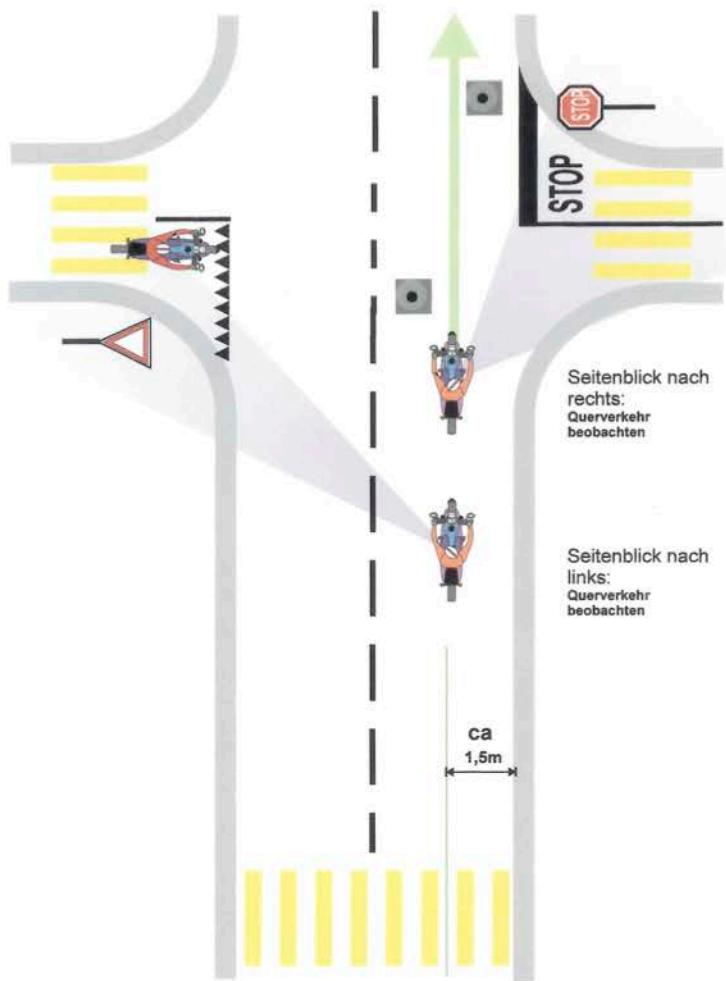 STOP
STOP
Seitenblick nach
rechts:
Querverkehr
beobachten
Seitenblick nach
links:
Querverkehr
beobachten
ca
1,5m